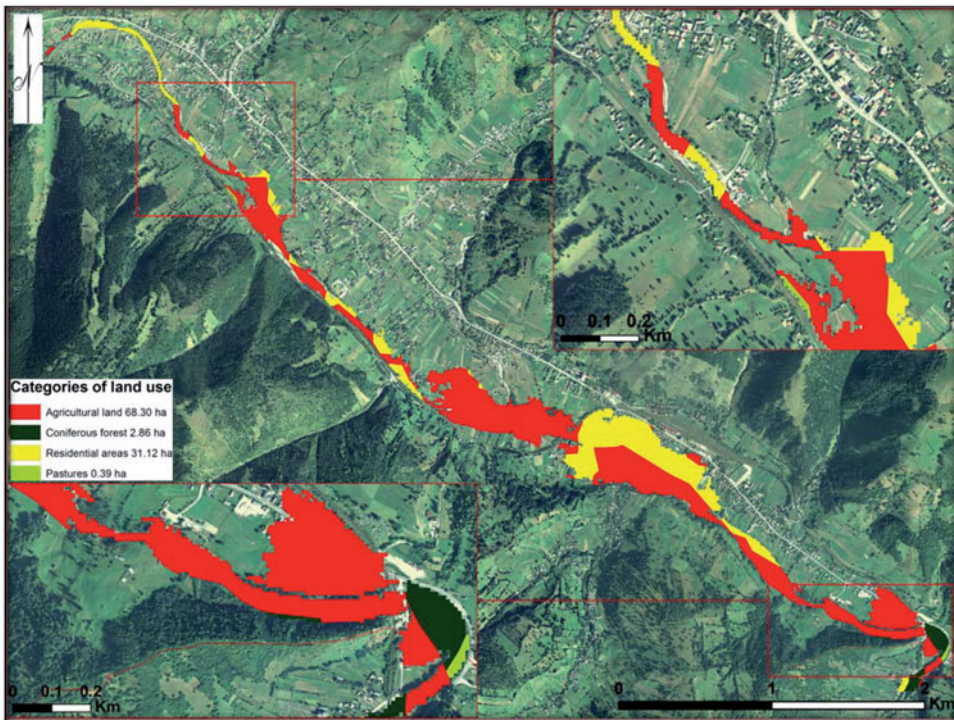 N
0 0.1 0.2
Km
Categories of land use
Agricultural land 68.30 ha
Coniferous forest 2.86 ha
Residential areas 31.12 ha
Pastures 0.39 ha
0 0.1 0.2
Km
0 1 2
Km